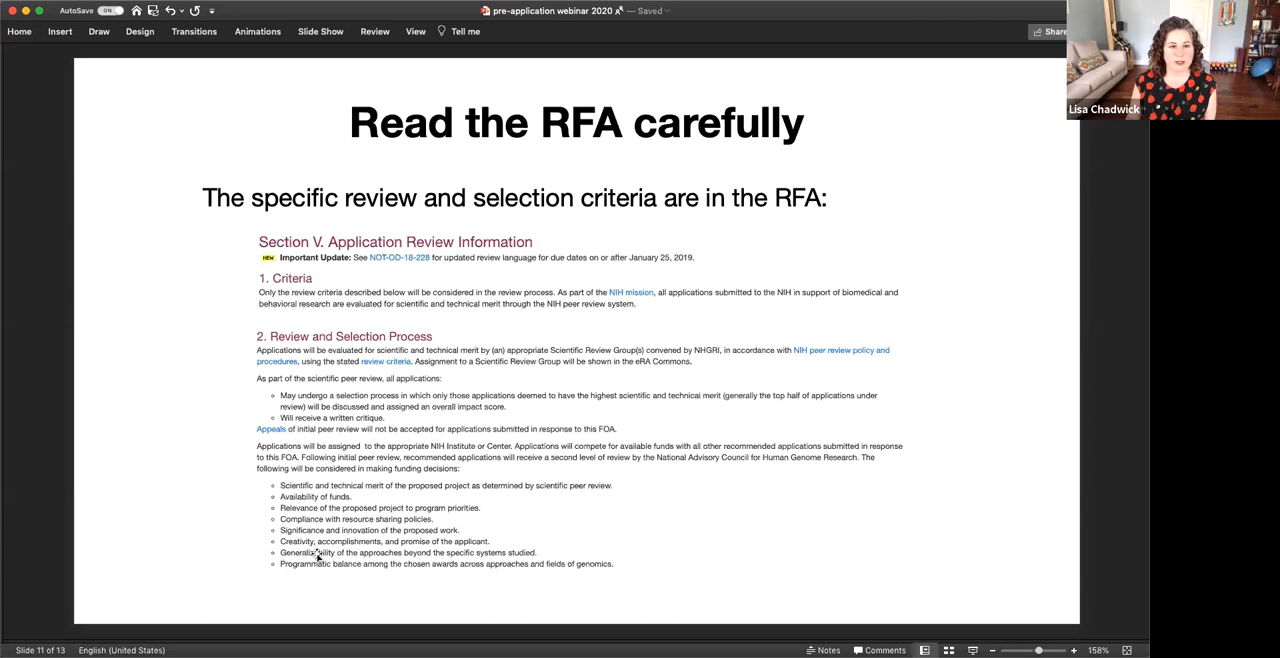 AutoSave ON
pre-application webinar 2020 — Saved
Home Insert Draw Design Transitions Animations Slide Show Review View Tell me
Share
Lisa Chadwick
Read the RFA carefully
The specific review and selection criteria are in the RFA:
Section V. Application Review Information
NEW Important Update: See NOT-OD-18-228 for updated review language for due dates on or after January 25, 2019.
1. Criteria
Only the review criteria described below will be considered in the review process. As part of the NIH mission, all applications submitted to the NIH in support of biomedical and
behavioral research are evaluated for scientific and technical merit through the NIH peer review system.
2. Review and Selection Process
Applications will be evaluated for scientific and technical merit by (an) appropriate Scientific Review Group(s) convened by NHGRI, in accordance with NIH peer review policy and
procedures, using the stated review criteria. Assignment to a Scientific Review Group will be shown in the eRA Commons.
As part of the scientific peer review, all applications:
May undergo a selection process in which only those applications deemed to have the highest scientific and technical merit (generally the top half of applications under
review) will be discussed and assigned an overall impact score.
Will receive a written critique.
Appeals of initial peer review will not be accepted for applications submitted in response to this FOA.
Applications will be assigned to the appropriate NIH Institute or Center. Applications will compete for available funds with all other recommended applications submitted in response
to this FOA. Following initial peer review, recommended applications will receive a second level of review by the National Advisory Council for Human Genome Research. The
following will be considered in making funding decisions:
Scientific and technical merit of the proposed project as determined by scientific peer review.
Availability of funds.
Relevance of the proposed project to program priorities.
Compliance with resource sharing policies.
Significance and innovation of the proposed work.
Creativity, accomplishments, and promise of the applicant.
Generalizability of the approaches beyond the specific systems studied.
Programmatic balance among the chosen awards across approaches and fields of genomics.
Slide 11 of 13 English (United States) Notes Comments 158%